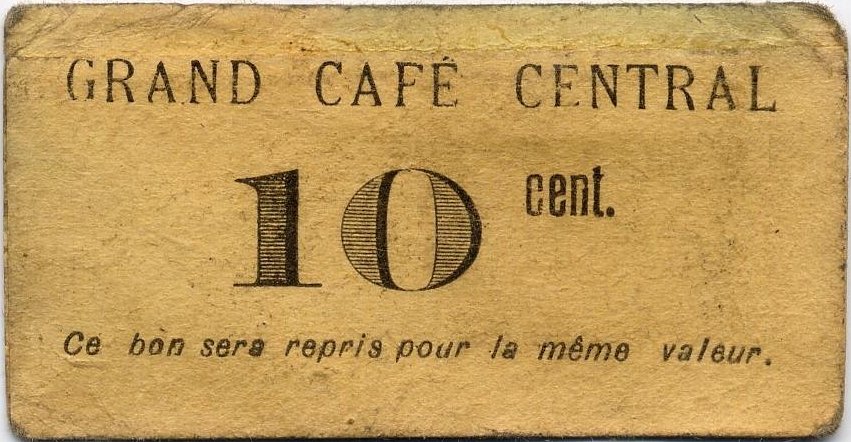 GRAND CAFÉ CENTRAL
10 cent.
Ce bon sera repris pour la même valeur.